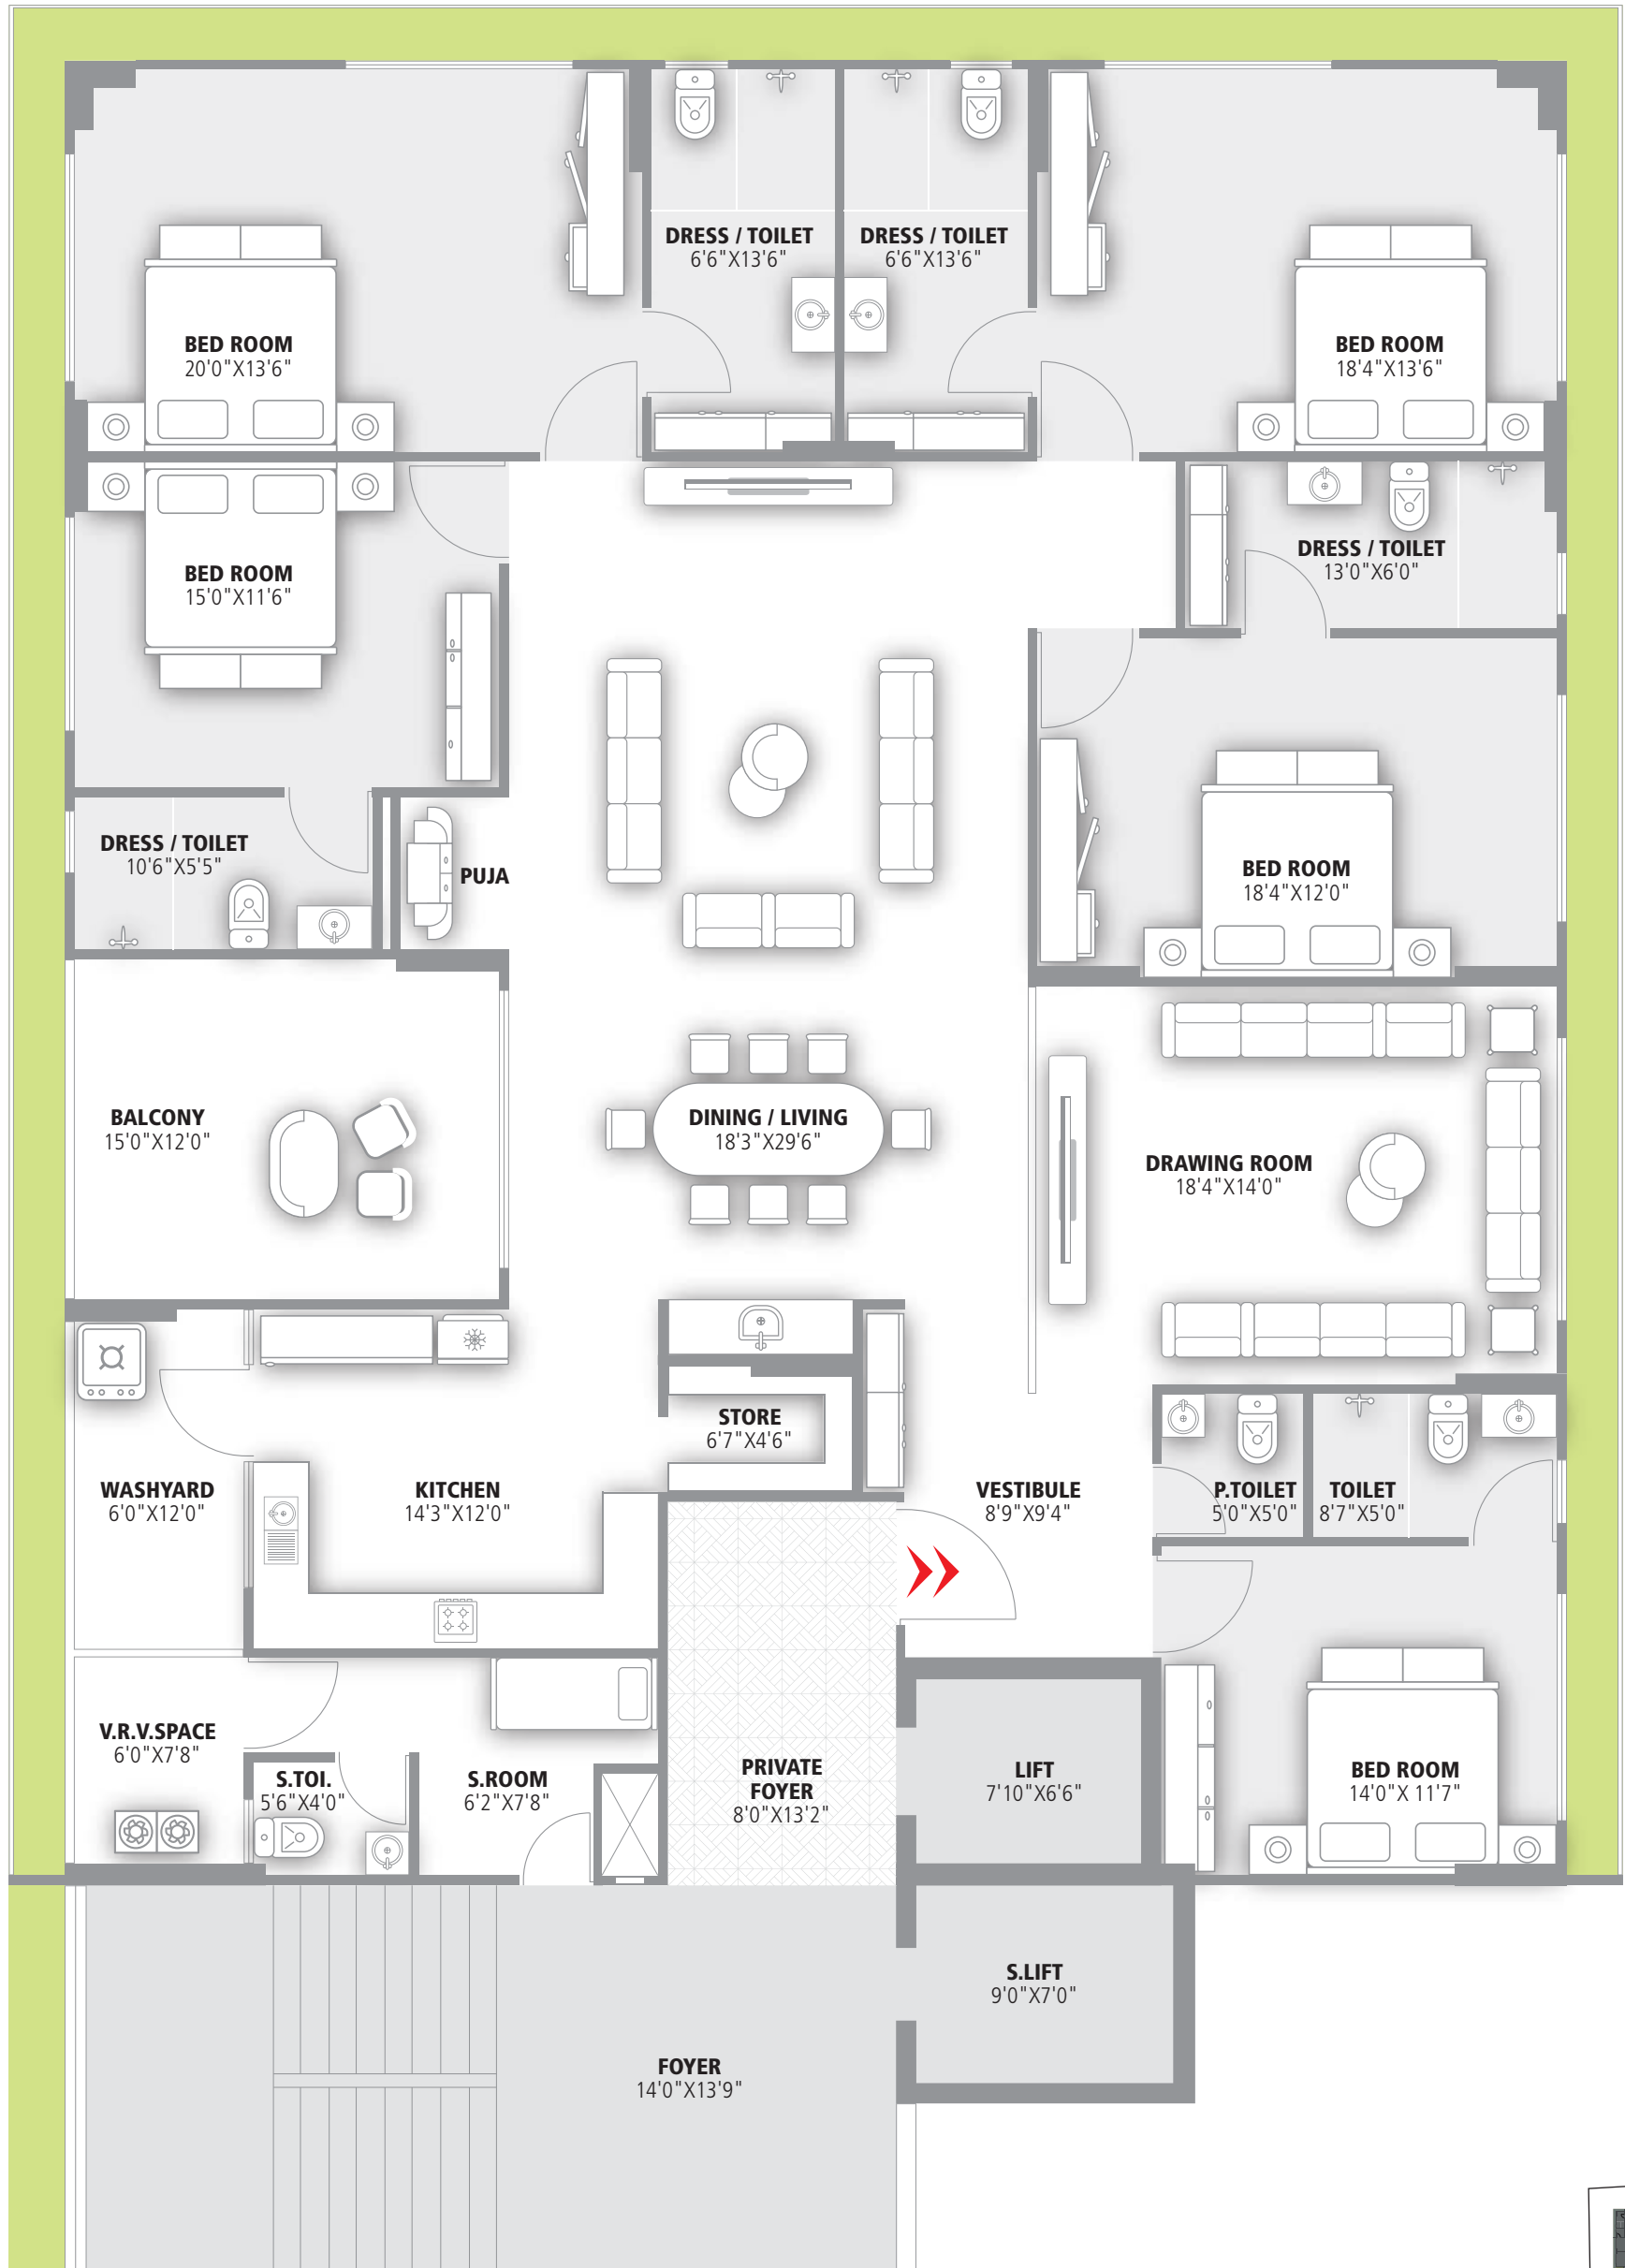 DRESS / TOILET
6'6"X13'6"
DRESS / TOILET
6'6"X13'6"
BED ROOM
20'0"X13'6"
BED ROOM
18'4"X13'6"
BED ROOM
15'0"X11'6"
DRESS / TOILET
13'0"X6'0"
DRESS / TOILET
10'6"X5'5"
PUJA
BED ROOM
18'4"X12'0"
BALCONY
15'0"X12'0"
DINING / LIVING
18'3"X29'6"
DRAWING ROOM
18'4"X14'0"
STORE
6'7"X4'6"
WASHYARD
6'0"X12'0"
KITCHEN
14'3"X12'0"
VESTIBULE
8'9"X9'4"
P.TOILET
5'0"X5'0"
TOILET
8'7"X5'0"
V.R.V.SPACE
6'0"X7'8"
S.TOI.
5'6"X4'0"
S.ROOM
6'2"X7'8"
PRIVATE
FOYER
8'0"X13'2"
LIFT
7'10"X6'6"
BED ROOM
14'0"X 11'7"
S.LIFT
9'0"X7'0"
FOYER
14'0"X13'9"